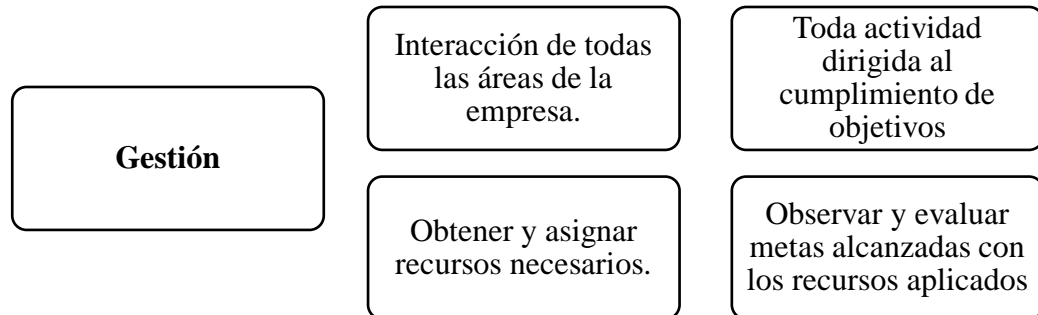 Gestión
Interacción de todas
las áreas de la
empresa.
Toda actividad
dirigida al
cumplimiento de
objetivos
Obtener y asignar
recursos necesarios.
Observar y evaluar
metas alcanzadas con
los recursos aplicados